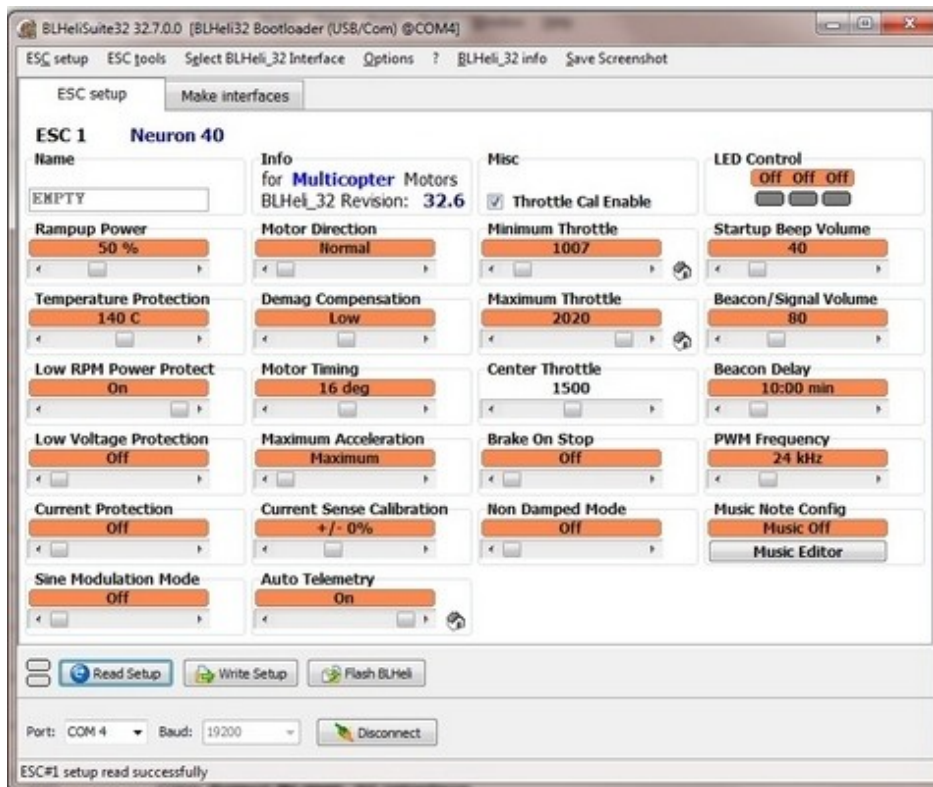 BLHeliSuite32 32.7.0.0 [BLHeli32 Bootloader (USB/Com) @COM4]
ESC setup ESC tools Select BLHeli_32 Interface Options ? BLHeli_32 info Save Screenshot
ESC setup Make interfaces
ESC 1 Neuron 40
Name
EMPTY
Info
for Multicopter Motors
BLHeli_32 Revision: 32.6
Misc
Throttle Cal Enable
LED Control
Off Off Off
Rampup Power
50 %
Motor Direction
Normal
Minimum Throttle
1007
Startup Beep Volume
40
Temperature Protection
140 C
Demag Compensation
Low
Maximum Throttle
2020
Beacon/Signal Volume
80
Low RPM Power Protect
On
Motor Timing
16 deg
Center Throttle
1500
Beacon Delay
10:00 min
Low Voltage Protection
Off
Maximum Acceleration
Maximum
Brake On Stop
Off
PWM Frequency
24 kHz
Current Protection
Off
Current Sense Calibration
+/- 0%
Non Damped Mode
Off
Music Note Config
Music Off
Music Editor
Sine Modulation Mode
Off
Auto Telemetry
On
Read Setup Write Setup Flash BLHeli
Port: COM 4 Baud: 19200 Disconnect
ESC#1 setup read successfully